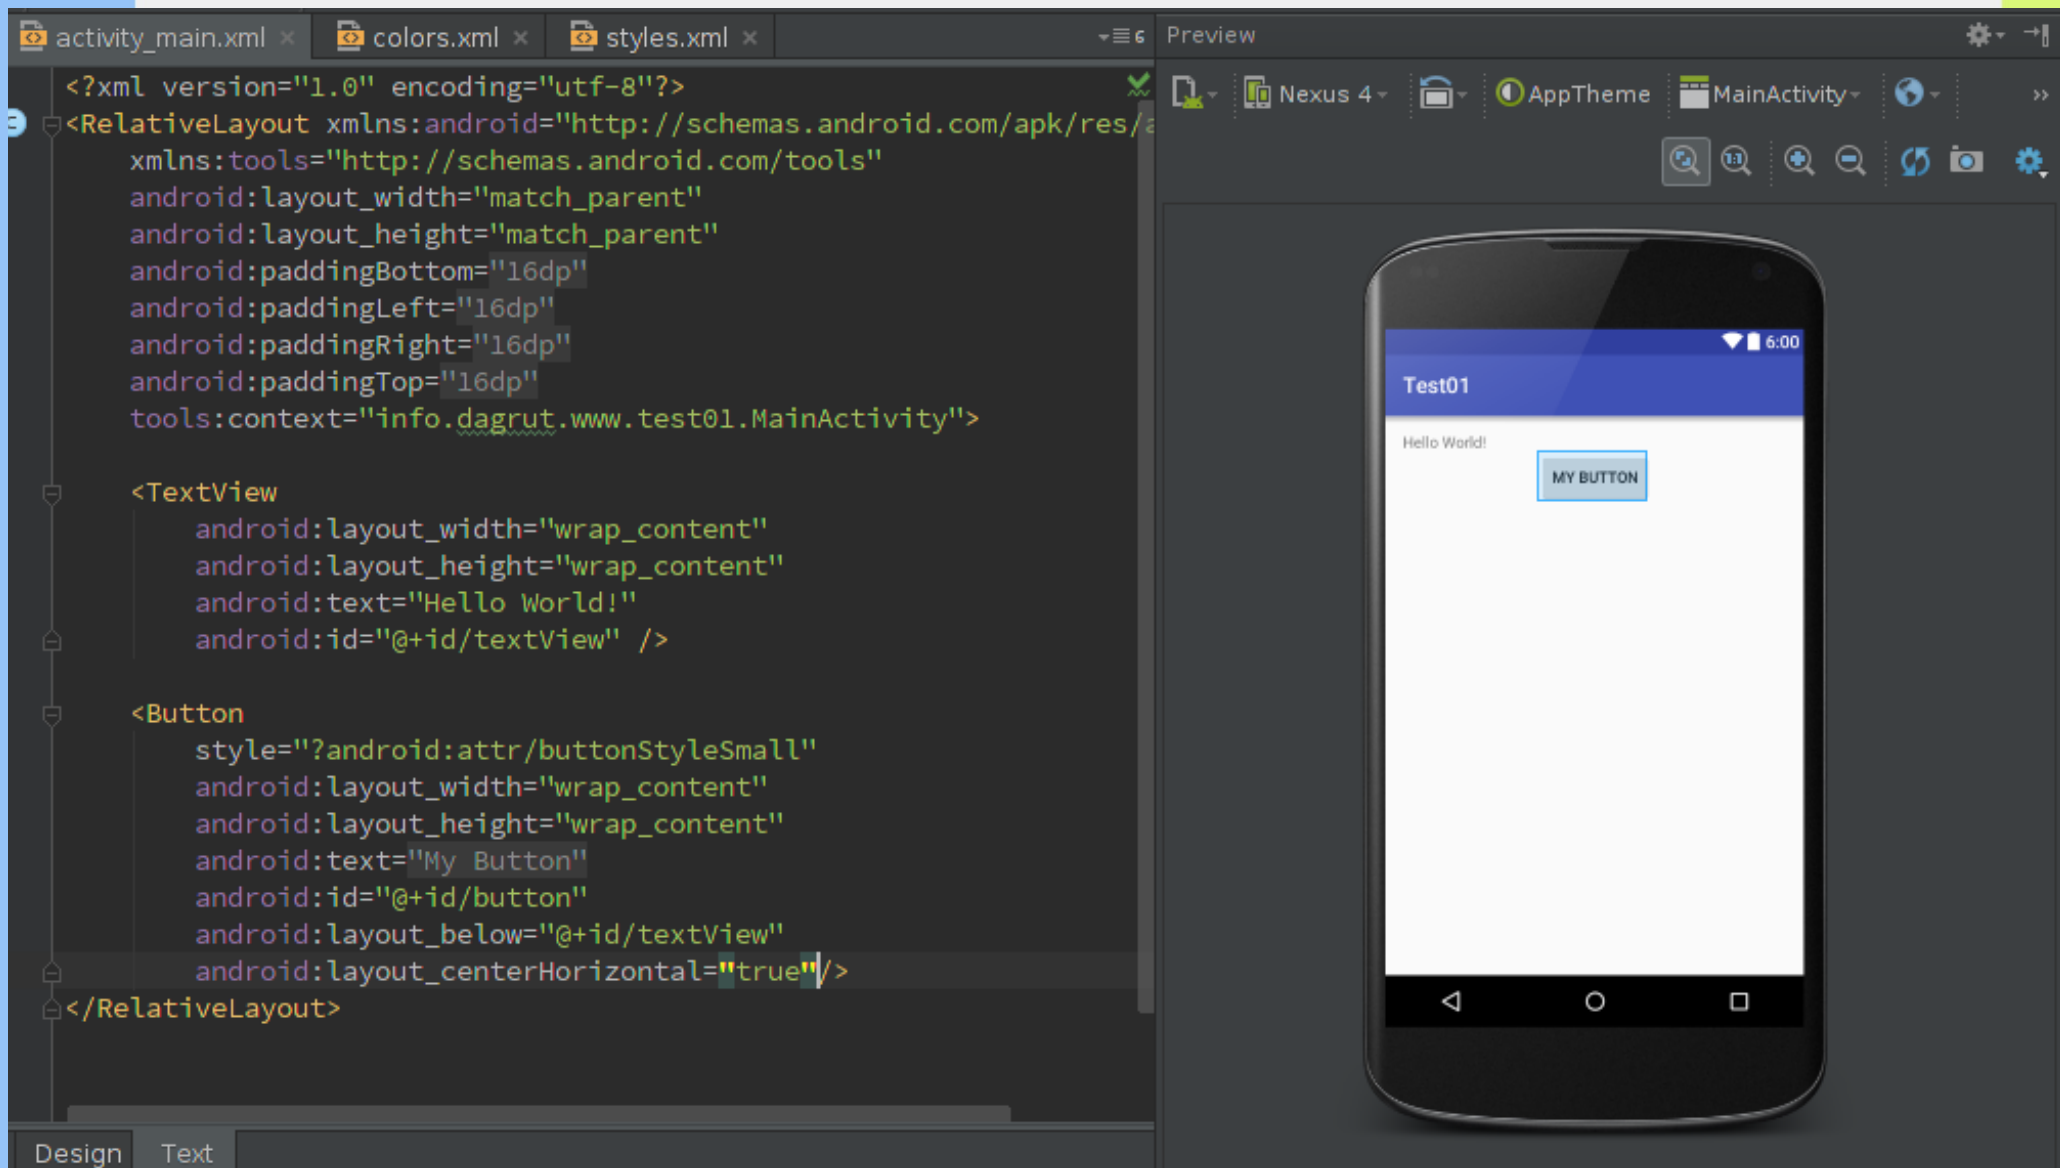 activity_main.xml colors.xml styles.xml 6
<?xml version="1.0" encoding="utf-8"?>
<RelativeLayout xmlns:android="http://schemas.android.com/apk/res/
xmlns:tools="http://schemas.android.com/tools"
android:layout_width="match_parent"
android:layout_height="match_parent"
android:paddingBottom="16dp"
android:paddingLeft="16dp"
android:paddingRight="16dp"
android:paddingTop="16dp"
tools:context="info.dagrut.www.test01.MainActivity">
<TextView
android:layout_width="wrap_content"
android:layout_height="wrap_content"
android:text="Hello World!"
android:id="@+id/textView" />
<Button
style="?android:attr/buttonStyleSmall"
android:layout_width="wrap_content"
android:layout_height="wrap_content"
android:text="My Button"
android:id="@+id/button"
android:layout_below="@+id/textView"
android:layout_centerHorizontal="true"/>
</RelativeLayout>
Design Text
Preview
Nexus 4 AppTheme MainActivity »
1:1
6:00
Test01
Hello World!
MY BUTTON